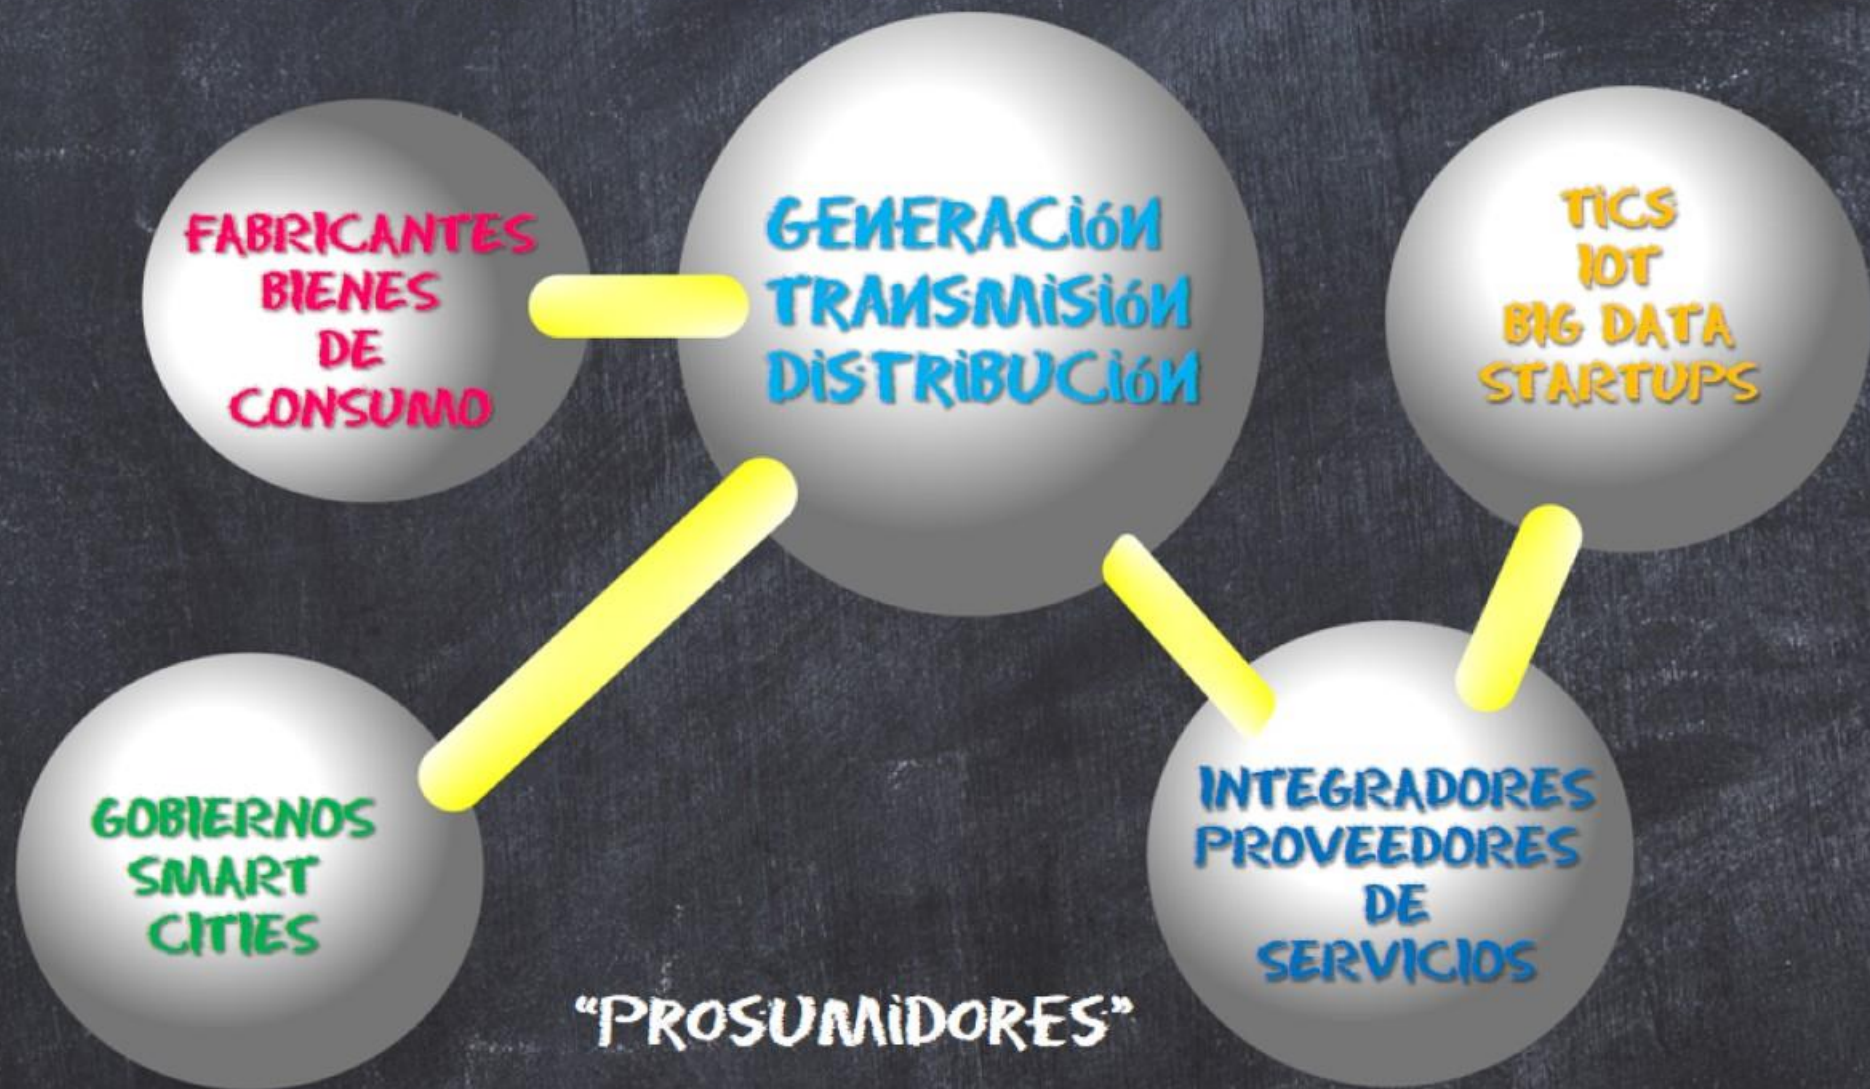 FABRICANTES
BIENES
DE
CONSUMO
GENERACIÓN
TRANSMISIÓN
DISTRIBUCIÓN
TICS
IOT
BIG DATA
STARTUPS
GOBIERNOS
SMART
CITIES
INTEGRADORES
PROVEEDORES
DE
SERVICIOS
"PROSUMIDORES"